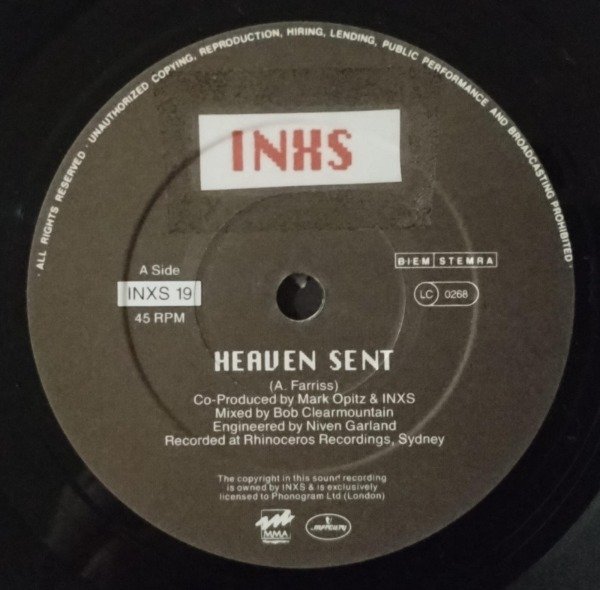 ALL RIGHTS RESERVED · UNAUTHORIZED COPYING, REPRODUCTION, HIRING, LENDING, PUBLIC PERFORMANCE AND BROADCASTING PROHIBITED
INXS
BIEM STEMRA
A Side
INXS 19
LC 0268
45 RPM
HEAVEN SENT
(A. Farriss)
Co-Produced by Mark Opitz & INXS
Mixed by Bob Clearmountain
Engineered by Niven Garland
Recorded at Rhinoceros Recordings, Sydney
The copyright in this sound recording
is owned by INXS & is exclusively
licensed to Phonogram Ltd (London)
MMA mercury